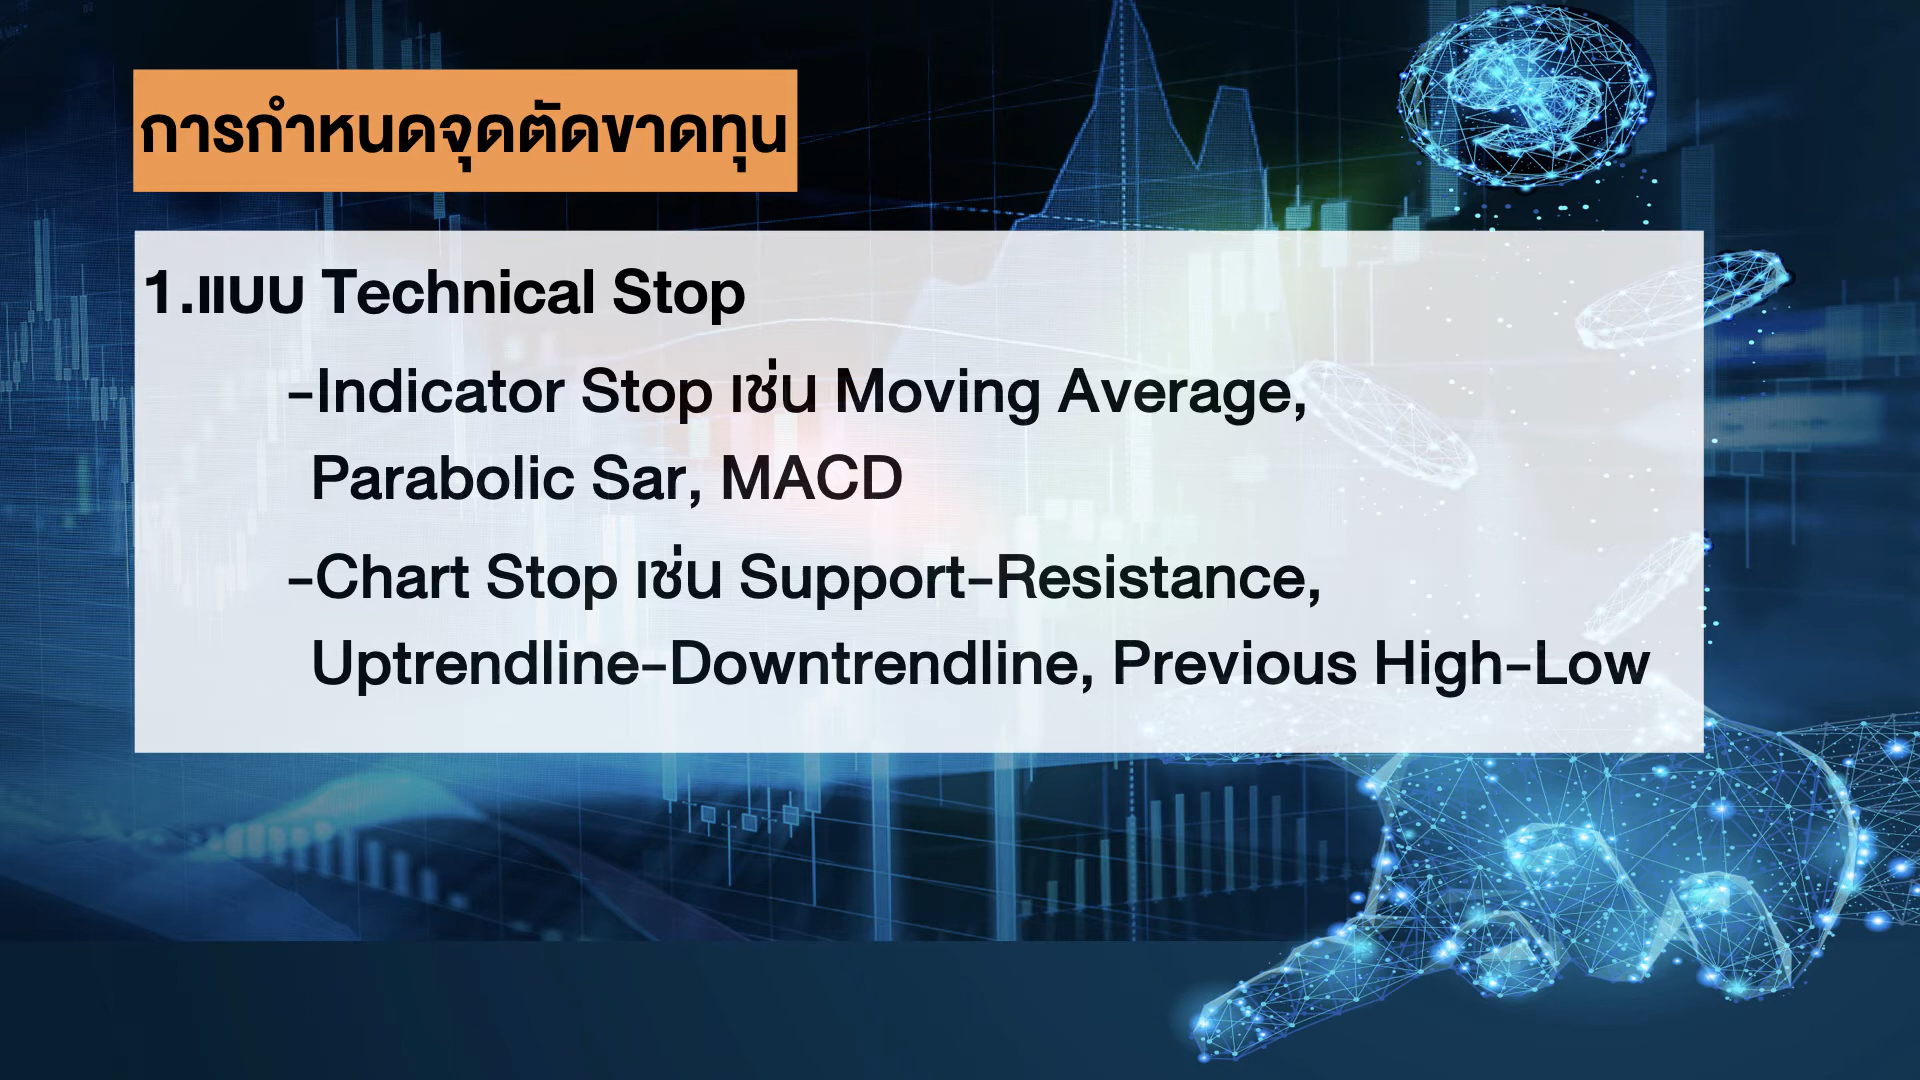 การกำหนดจุดตัดขาดทุน
1.แบบ Technical Stop
-Indicator Stop เช่น Moving Average,
Parabolic Sar, MACD
-Chart Stop เช่น Support-Resistance,
Uptrendline-Downtrendline, Previous High-Low